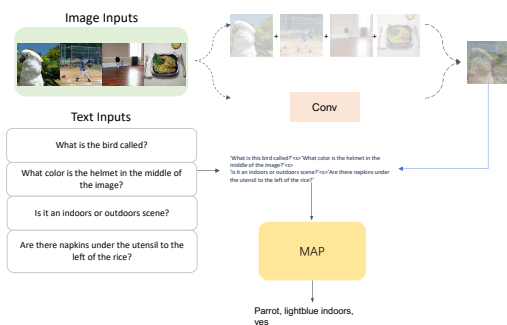 Image Inputs
+ + +
Conv
Text Inputs
What is the bird called?
What color is the helmet in the middle of
the image?
Is it an indoors or outdoors scene?
Are there napkins under the utensil to the
left of the rice?
'What is this bird called?'<s>'What color is the helmet in the
middle of the image?'<s>
'Is it an indoors or outdoors scene?'<s>'Are there napkins under
the utensil to the left of the rice?'
MAP
Parrot, lightblue indoors,
yes